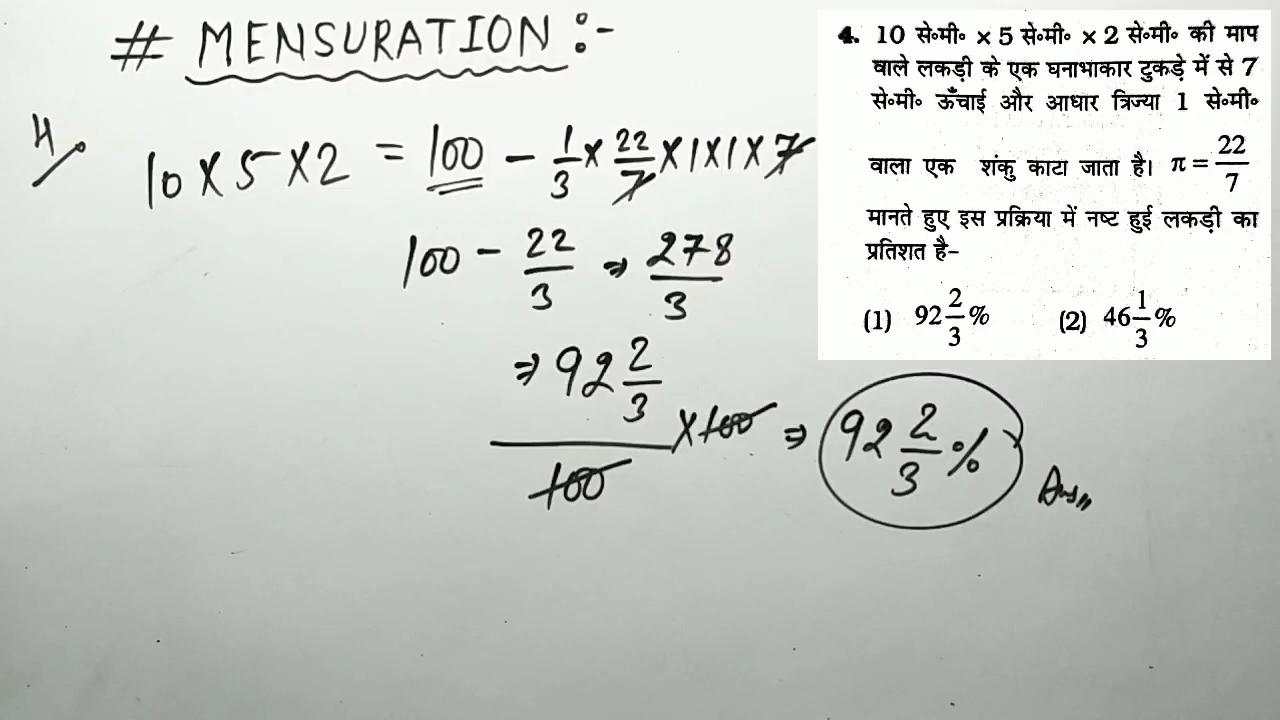 # MENSURATION :-
4. 10 से॰मी॰ × 5 से॰मी॰ × 2 से॰मी॰ की माप
वाले लकड़ी के एक घनाभाकार टुकड़े में से 7
से॰मी॰ ऊँचाई और आधार त्रिज्या 1 से॰मी॰
वाला एक शंकु काटा जाता है। π = 22/7
मानते हुए इस प्रक्रिया में नष्ट हुई लकड़ी का
प्रतिशत है–
(1) 92 2/3 % (2) 46 1/3 %
4.
10 × 5 × 2 = 100 - 1/3 × 22/7 × 1 × 1 × 7
100 - 22/3 ⇒ 278/3
⇒ 92 2/3 / 100 × 100 ⇒ 92 2/3 % Ans,,